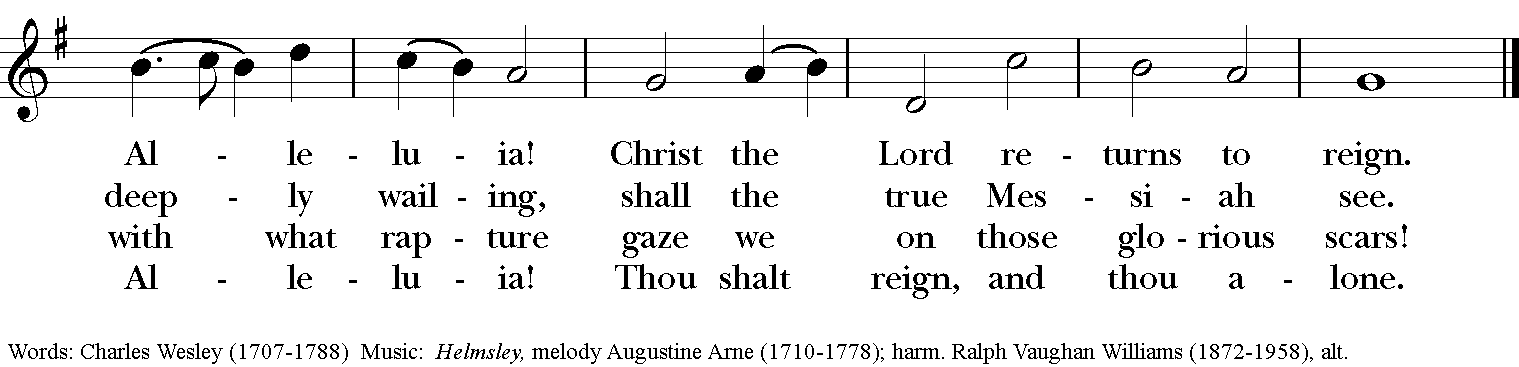 Al - le - lu - ia! Christ the Lord re - turns to reign.
deep - ly wail - ing, shall the true Mes - si - ah see.
with what rap - ture gaze we on those glo - rious scars!
Al - le - lu - ia! Thou shalt reign, and thou a - lone.
Words: Charles Wesley (1707-1788) Music: Helmsley, melody Augustine Arne (1710-1778); harm. Ralph Vaughan Williams (1872-1958), alt.